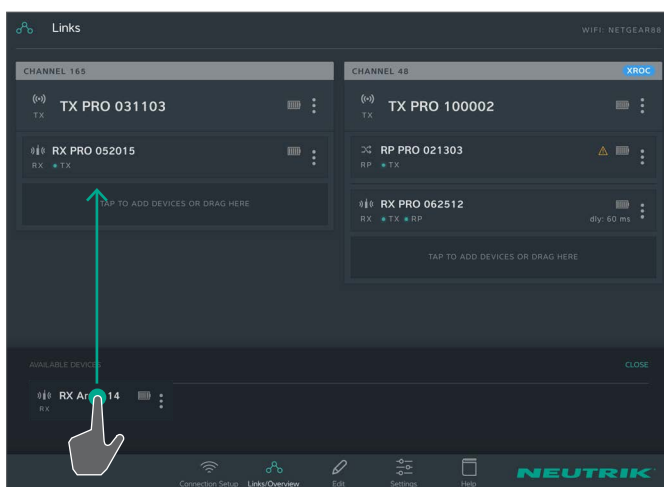 Links
WIFI: NETGEAR88
CHANNEL 165
TX PRO 031103
TX
RX PRO 052015
RX TX
TAP TO ADD DEVICES OR DRAG HERE
CHANNEL 48 XROC
TX PRO 100002
TX
RP PRO 021303
RP TX
RX PRO 062512
RX TX RP dly: 60 ms
TAP TO ADD DEVICES OR DRAG HERE
AVAILABLE DEVICES CLOSE
RX 14
RX
Connection Setup Links/Overview Edit Settings Help
NEUTRIK